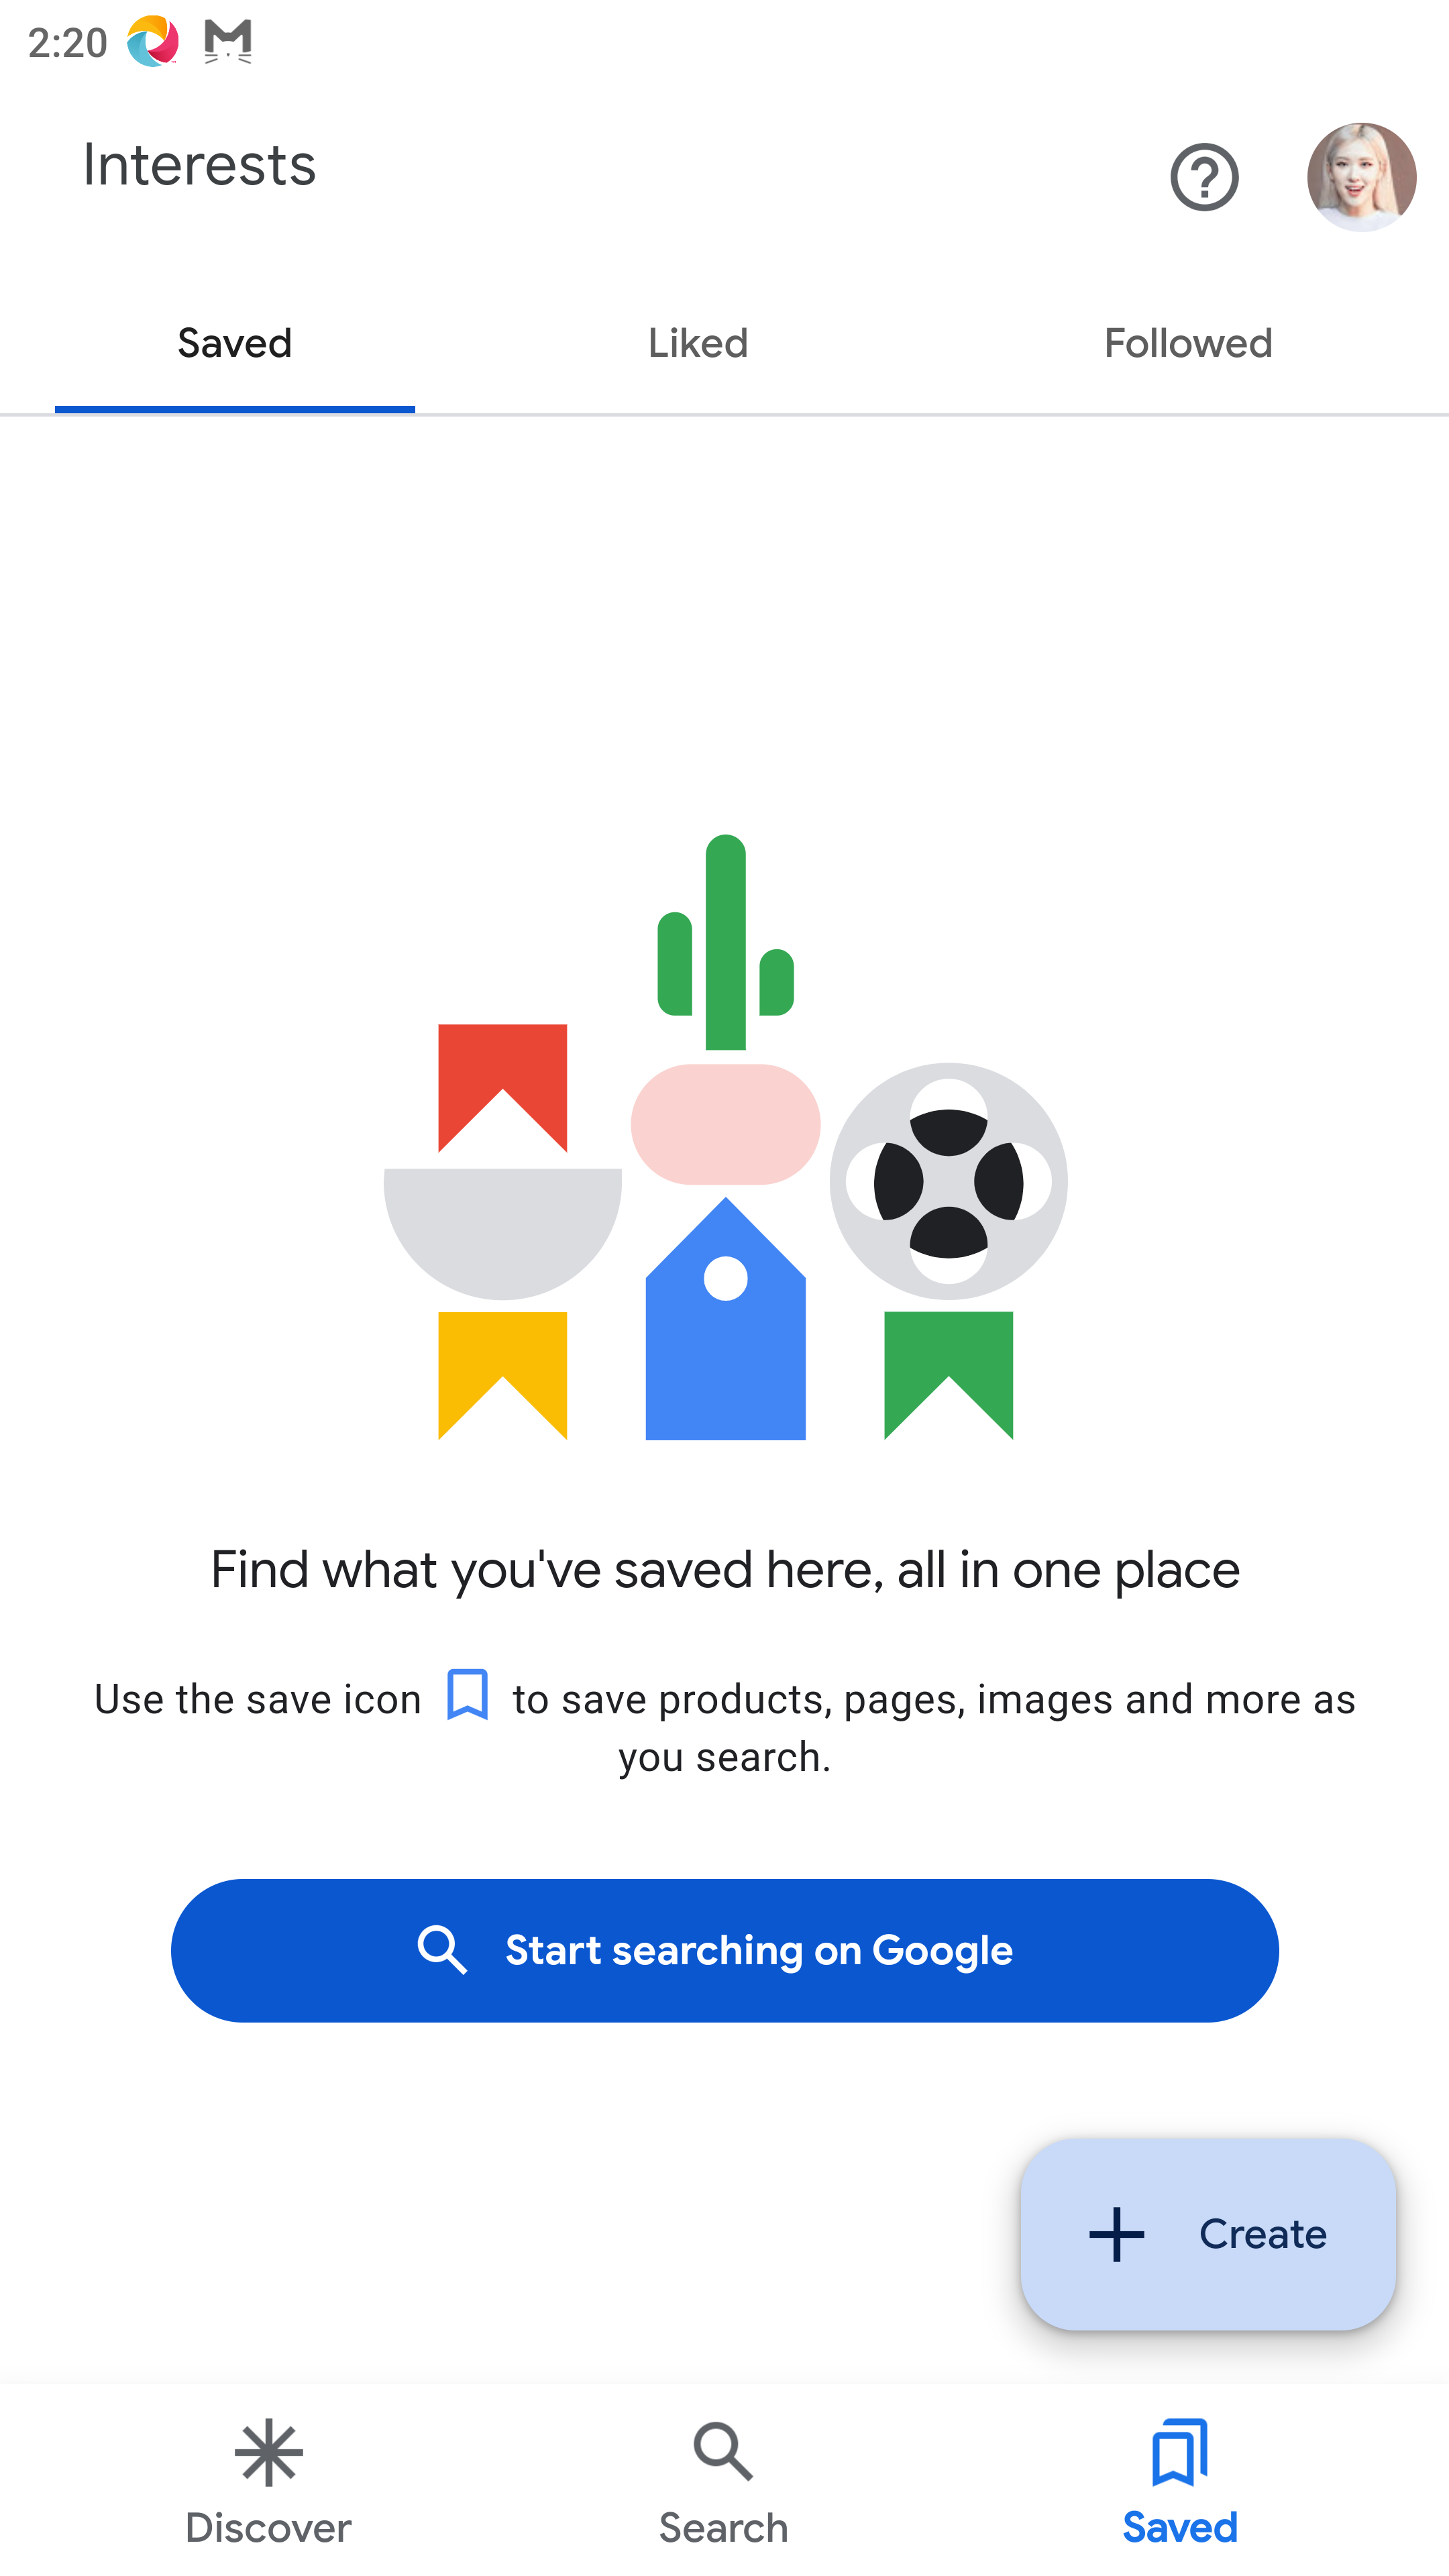 2:20
Interests
Saved
Liked
Followed
Find what you've saved here, all in one place
Use the save icon to save products, pages, images and more as
you search.
Start searching on Google
Create
Discover
Search
Saved